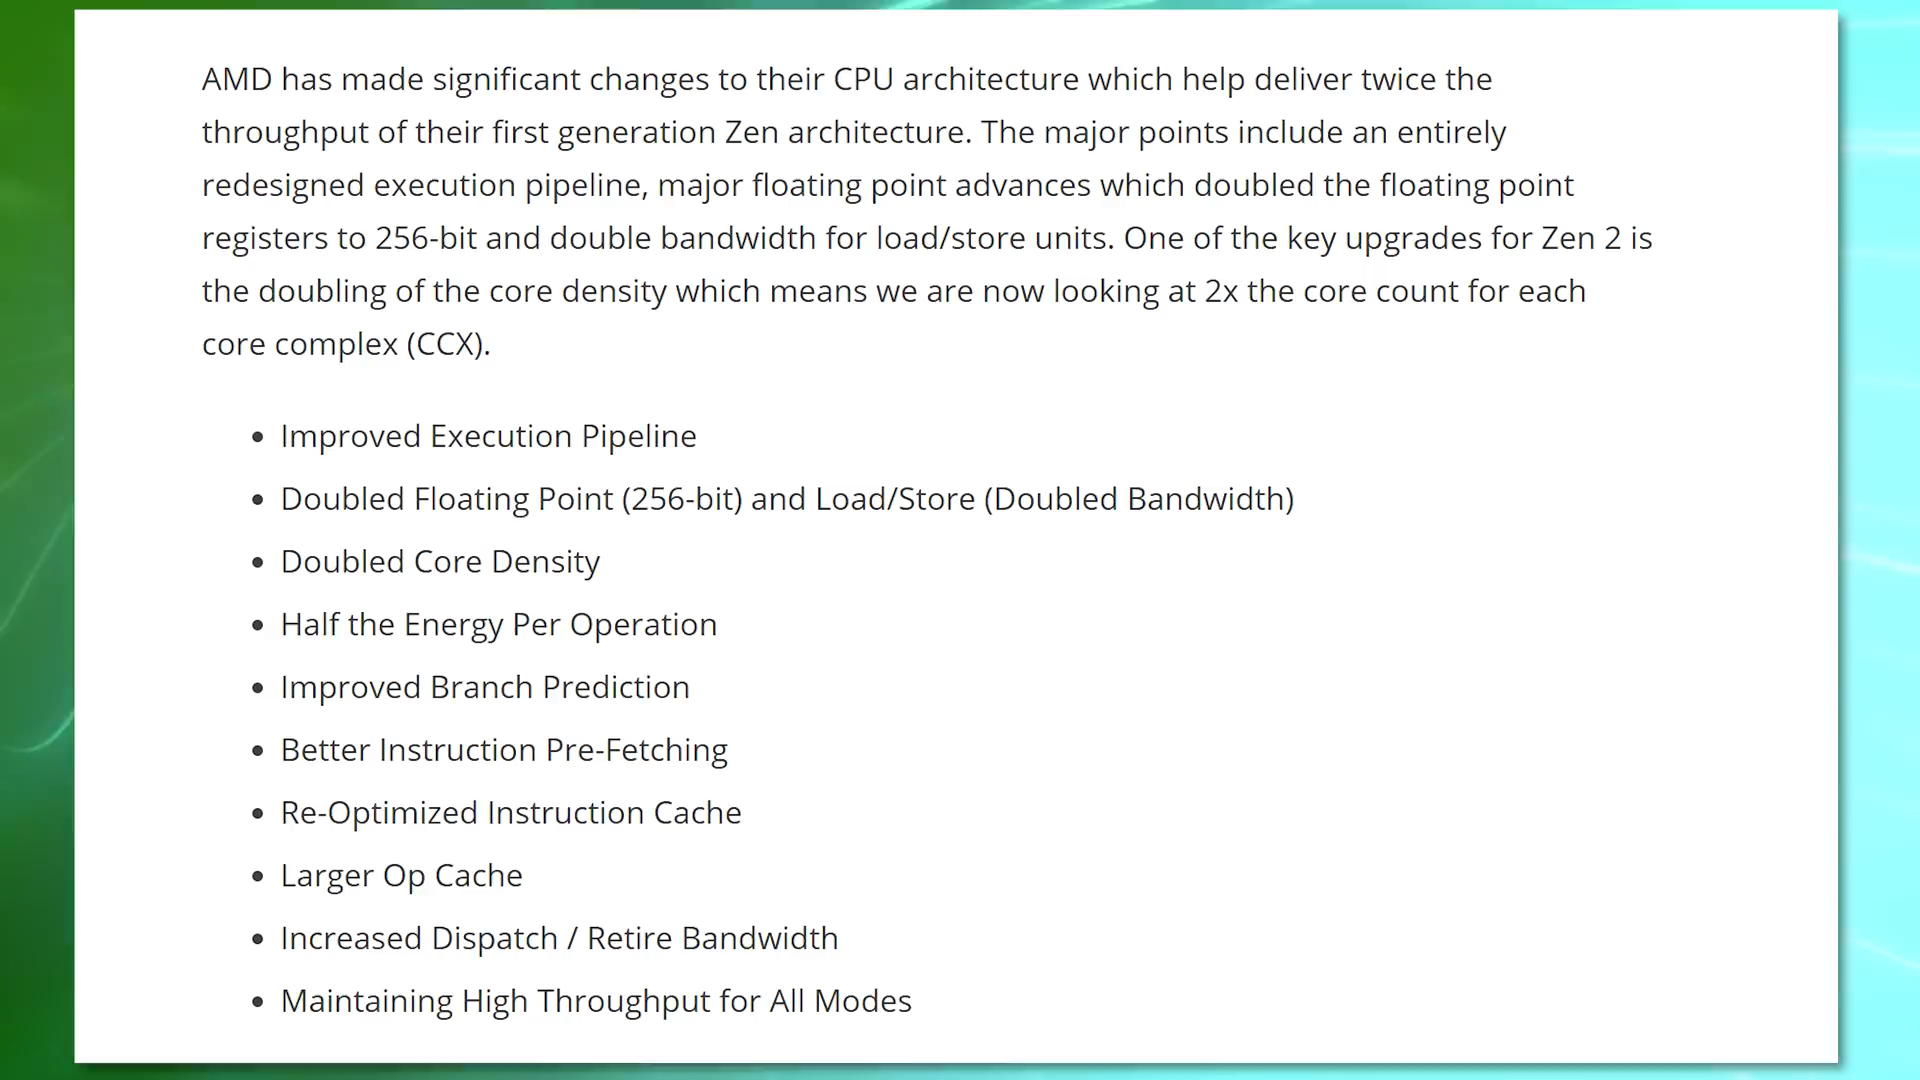 AMD has made significant changes to their CPU architecture which help deliver twice the
throughput of their first generation Zen architecture. The major points include an entirely
redesigned execution pipeline, major floating point advances which doubled the floating point
registers to 256-bit and double bandwidth for load/store units. One of the key upgrades for Zen 2 is
the doubling of the core density which means we are now looking at 2x the core count for each
core complex (CCX).
• Improved Execution Pipeline
• Doubled Floating Point (256-bit) and Load/Store (Doubled Bandwidth)
• Doubled Core Density
• Half the Energy Per Operation
• Improved Branch Prediction
• Better Instruction Pre-Fetching
• Re-Optimized Instruction Cache
• Larger Op Cache
• Increased Dispatch / Retire Bandwidth
• Maintaining High Throughput for All Modes